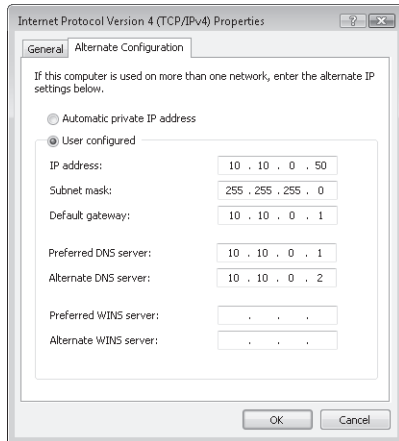 Internet Protocol Version 4 (TCP/IPv4) Properties
General
Alternate Configuration
If this computer is used on more than one network, enter the alternate IP
settings below.
Automatic private IP address
User configured
IP address: 10 . 10 . 0 . 50
Subnet mask: 255 . 255 . 255 . 0
Default gateway: 10 . 10 . 0 . 1
Preferred DNS server: 10 . 10 . 0 . 1
Alternate DNS server: 10 . 10 . 0 . 2
Preferred WINS server: . . .
Alternate WINS server: . . .
OK
Cancel